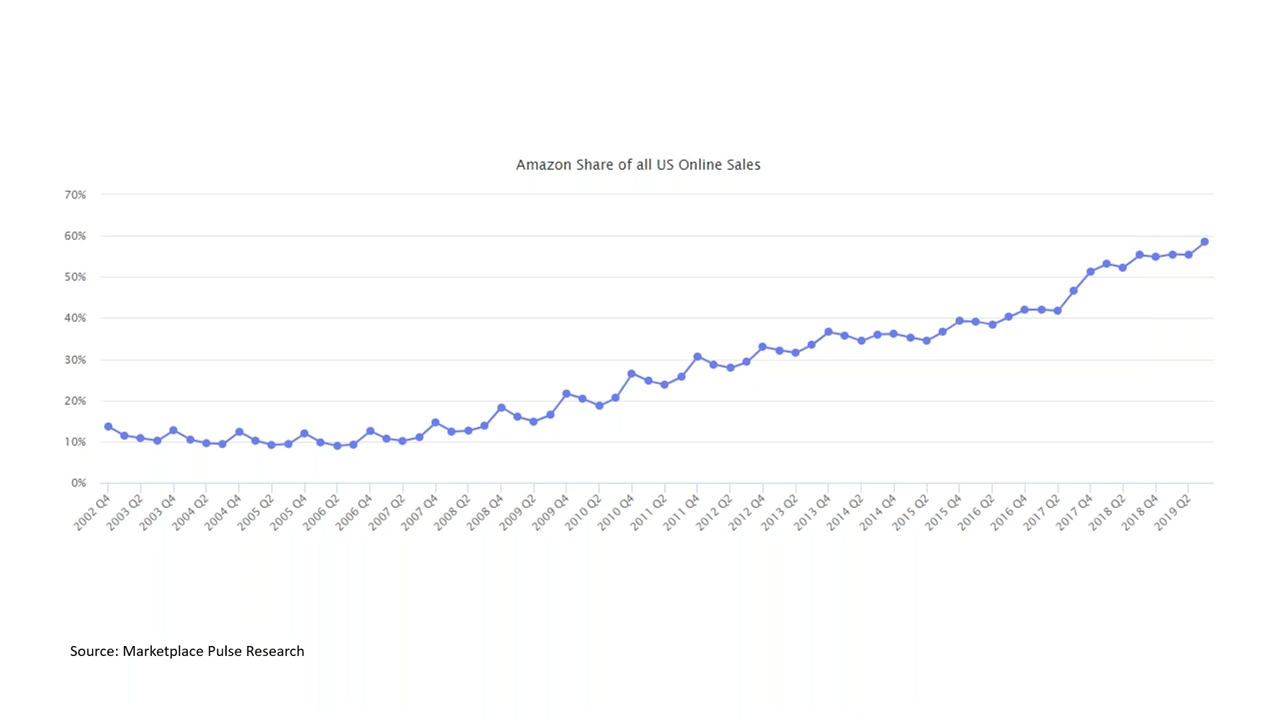 Amazon Share of all US Online Sales
70%
60%
50%
40%
30%
20%
10%
0%
2002 Q4
2003 Q2
2003 Q4
2004 Q2
2004 Q4
2005 Q2
2005 Q4
2006 Q2
2006 Q4
2007 Q2
2007 Q4
2008 Q2
2008 Q4
2009 Q2
2009 Q4
2010 Q2
2010 Q4
2011 Q2
2011 Q4
2012 Q2
2012 Q4
2013 Q2
2013 Q4
2014 Q2
2014 Q4
2015 Q2
2015 Q4
2016 Q2
2016 Q4
2017 Q2
2017 Q4
2018 Q2
2018 Q4
2019 Q2
Source: Marketplace Pulse Research